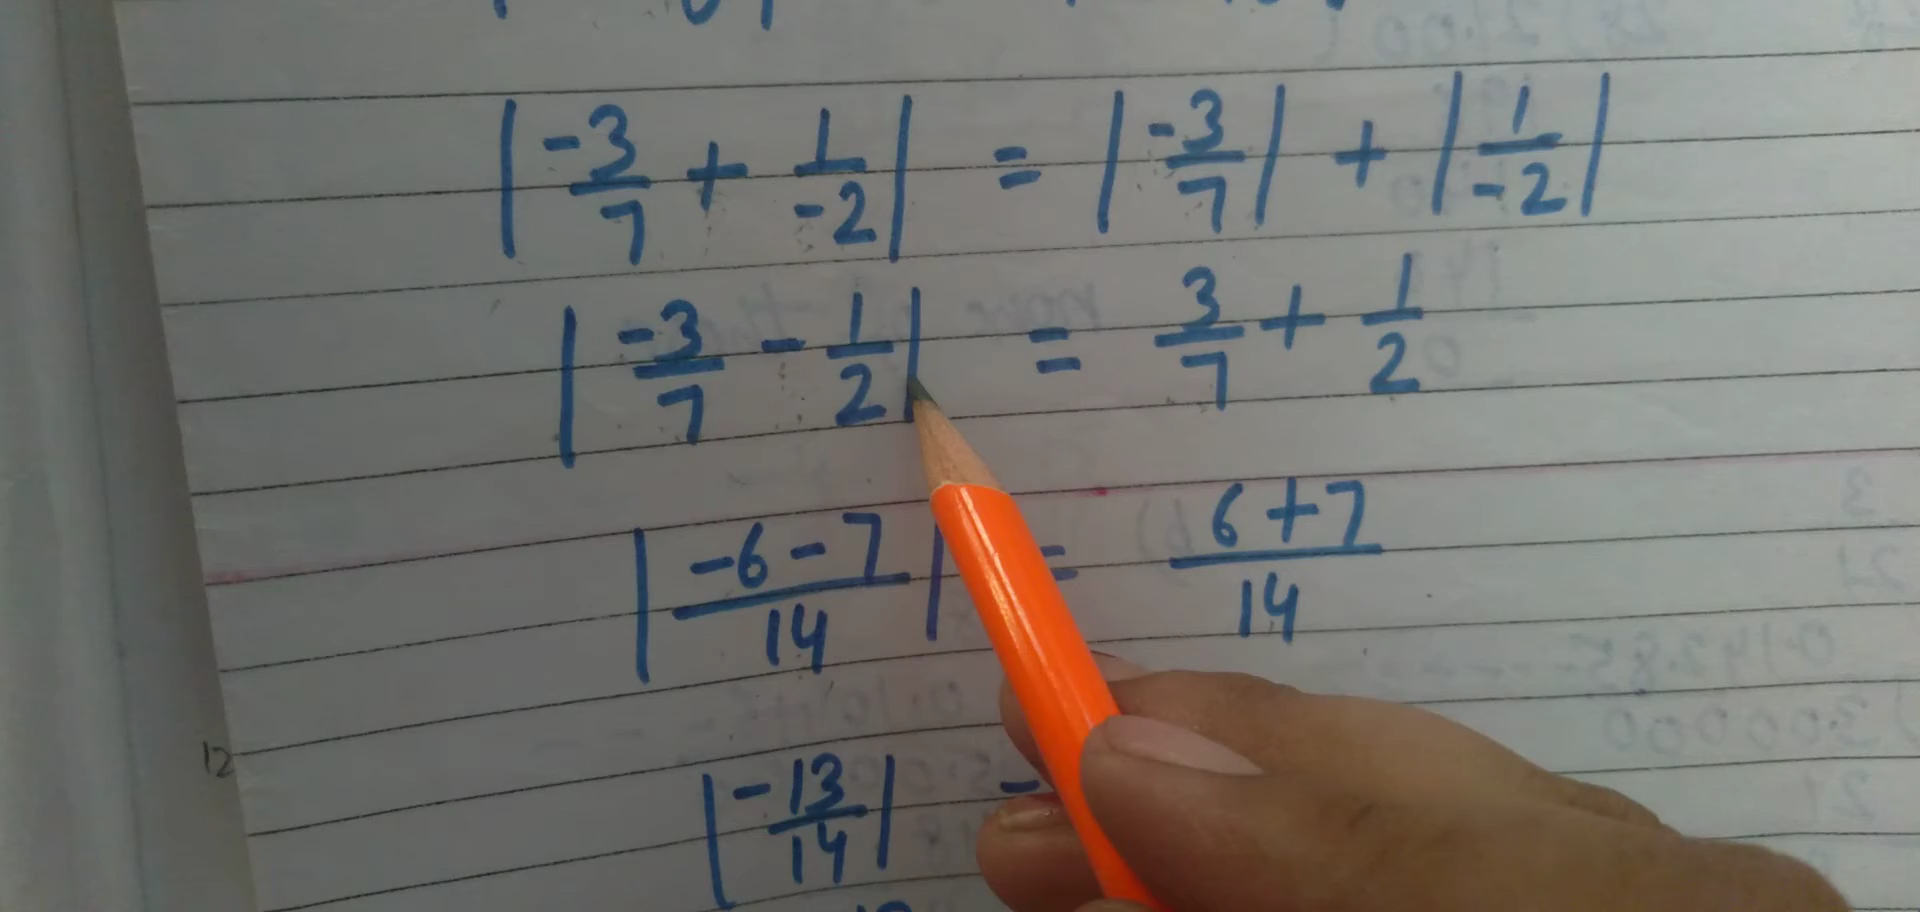 |-3/7 + 1/-2| = |-3/7| + |1/-2|
|-3/7 - 1/2| = 3/7 + 1/2
|-6-7/14| = 6+7/14
12
|-13/14|